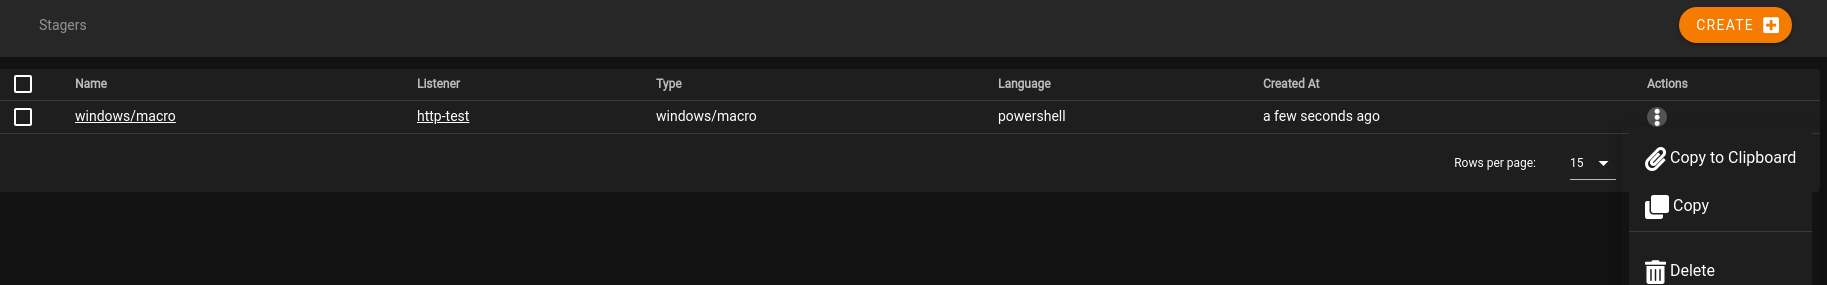 Stagers
CREATE
Name Listener Type Language Created At Actions
windows/macro http-test windows/macro powershell a few seconds ago
Copy to Clipboard
Rows per page: 15
Copy
Delete